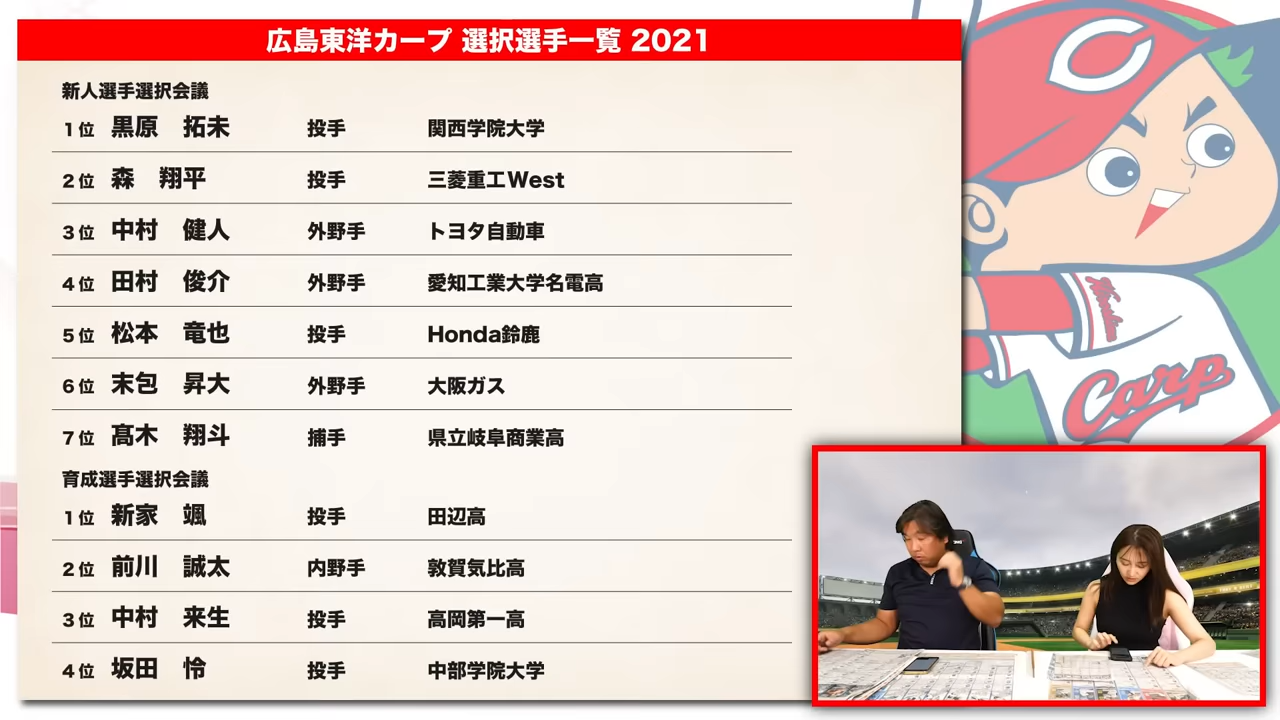 広島東洋カープ 選択選手一覧 2021
新人選手選択会議
1位 黒原 拓未 投手 関西学院大学
2位 森 翔平 投手 三菱重工West
3位 中村 健人 外野手 トヨタ自動車
4位 田村 俊介 外野手 愛知工業大学名電高
5位 松本 竜也 投手 Honda鈴鹿
6位 末包 昇大 外野手 大阪ガス
7位 髙木 翔斗 捕手 県立岐阜商業高
育成選手選択会議
1位 新家 颯 投手 田辺高
2位 前川 誠太 内野手 敦賀気比高
3位 中村 来生 投手 高岡第一高
4位 坂田 怜 投手 中部学院大学
C
Hiroshima
Carp